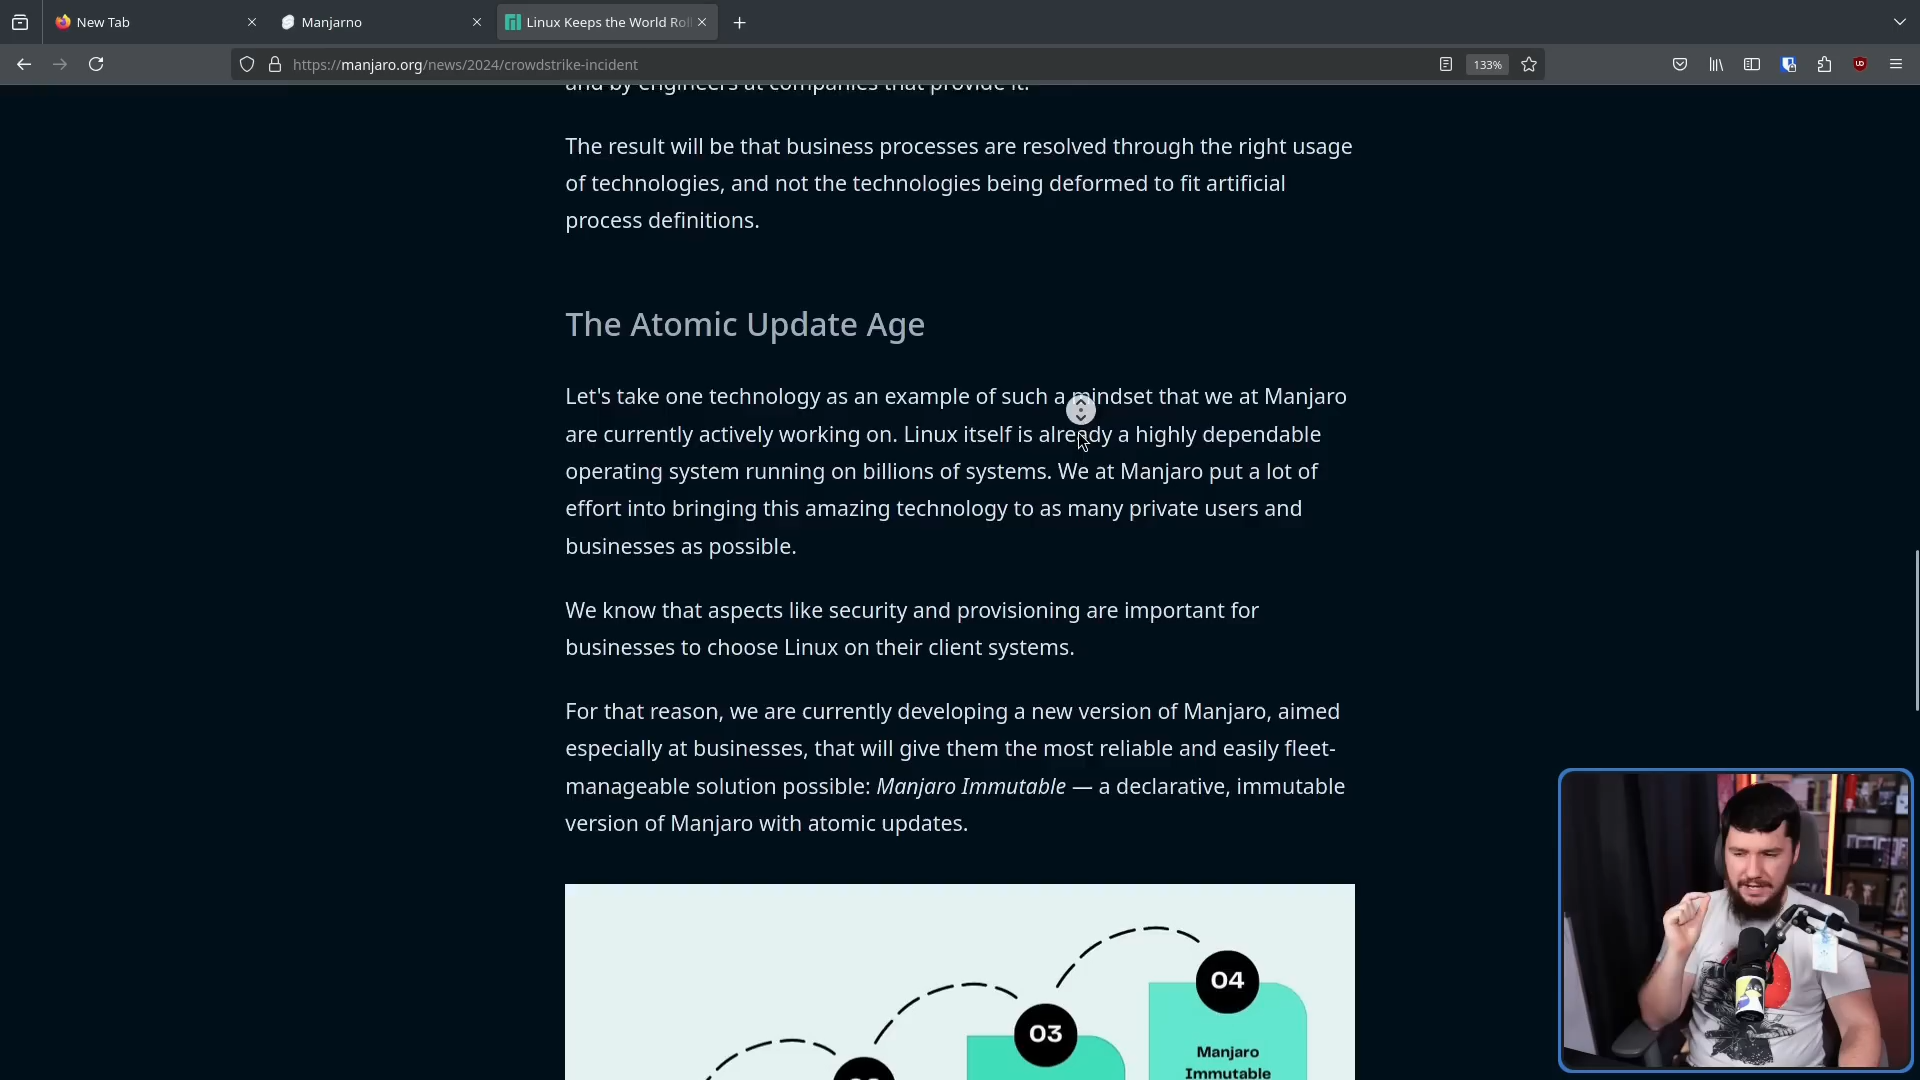 New Tab
Manjarno
Linux Keeps the World Rol
https://manjaro.org/news/2024/crowdstrike-incident
133%
and by engineers at companies that provide it.
The result will be that business processes are resolved through the right usage
of technologies, and not the technologies being deformed to fit artificial
process definitions.
The Atomic Update Age
Let's take one technology as an example of such a mindset that we at Manjaro
are currently actively working on. Linux itself is already a highly dependable
operating system running on billions of systems. We at Manjaro put a lot of
effort into bringing this amazing technology to as many private users and
businesses as possible.
We know that aspects like security and provisioning are important for
businesses to choose Linux on their client systems.
For that reason, we are currently developing a new version of Manjaro, aimed
especially at businesses, that will give them the most reliable and easily fleet-
manageable solution possible: Manjaro Immutable — a declarative, immutable
version of Manjaro with atomic updates.
04
03
Manjaro
Immutable